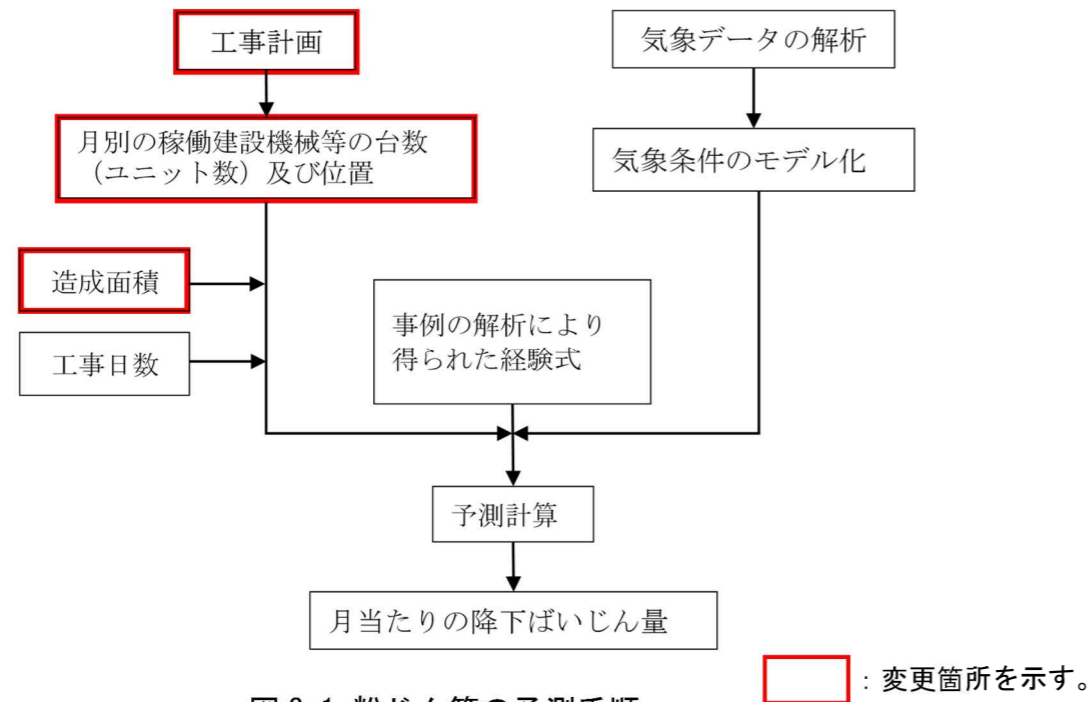 工事計画
気象データの解析
月別の稼働建設機械等の台数
（ユニット数）及び位置
気象条件のモデル化
造成面積
事例の解析により
得られた経験式
工事日数
予測計算
月当たりの降下ばいじん量
：変更箇所を示す。